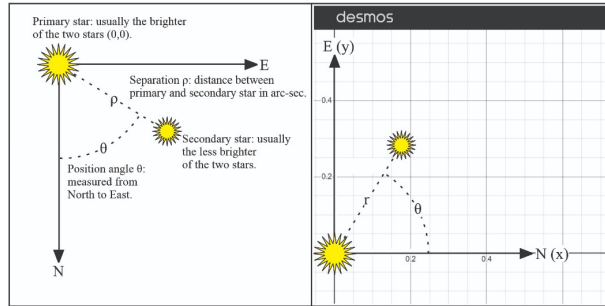 Primary star: usually the brighter
of the two stars (0,0).
E
Separation ρ: distance between
primary and secondary star in arc-sec.
ρ
Secondary star: usually
the less brighter
of the two stars.
θ
Position angle θ:
measured from
North to East.
N
desmos
E (y)
0.4
0.2
r
θ
N (x)
0.2
0.4